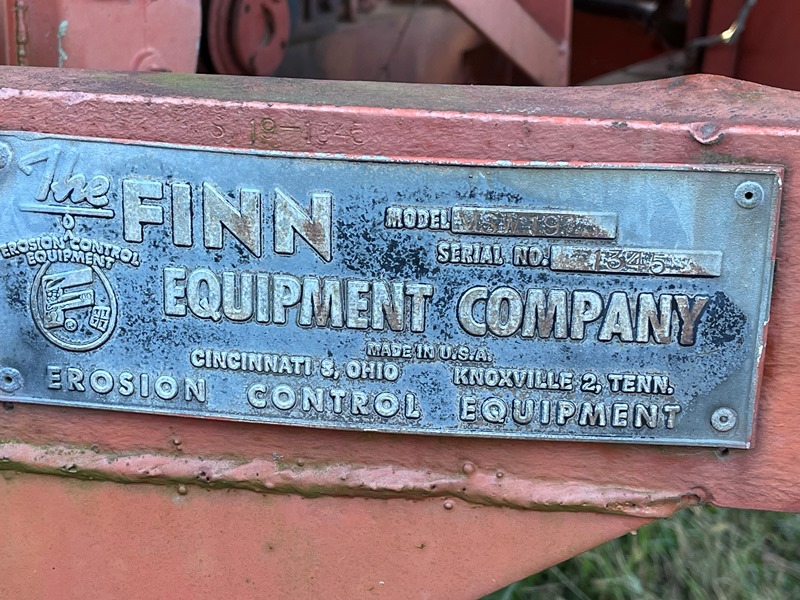 The
FINN
EROSION CONTROL
EQUIPMENT
MODEL
SERIAL NO. 1345
EQUIPMENT COMPANY
MADE IN U.S.A.
CINCINNATI 8, OHIO KNOXVILLE 2, TENN.
EROSION CONTROL EQUIPMENT